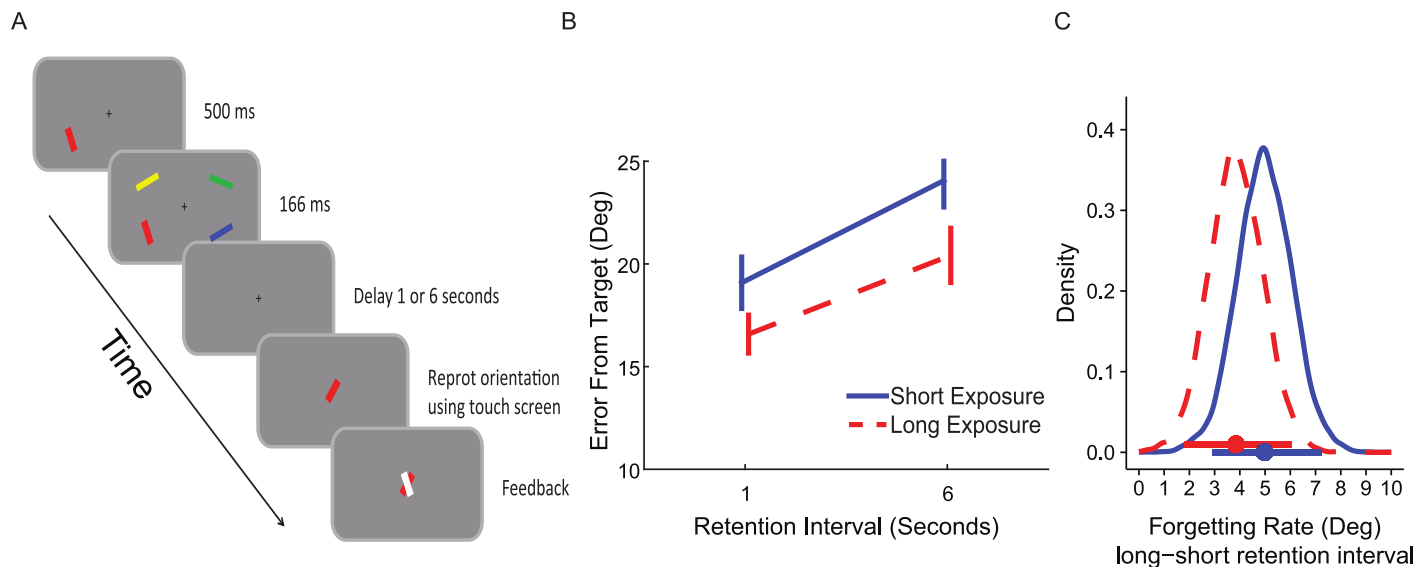 A
500 ms
166 ms
Delay 1 or 6 seconds
Reprot orientation
using touch screen
Feedback
Time
B
Error From Target (Deg)
25
20
15
10
1
6
Retention Interval (Seconds)
Short Exposure
Long Exposure
C
Density
0.4
0.3
0.2
0.1
0.0
0 1 2 3 4 5 6 7 8 9 10
Forgetting Rate (Deg)
long−short retention interval